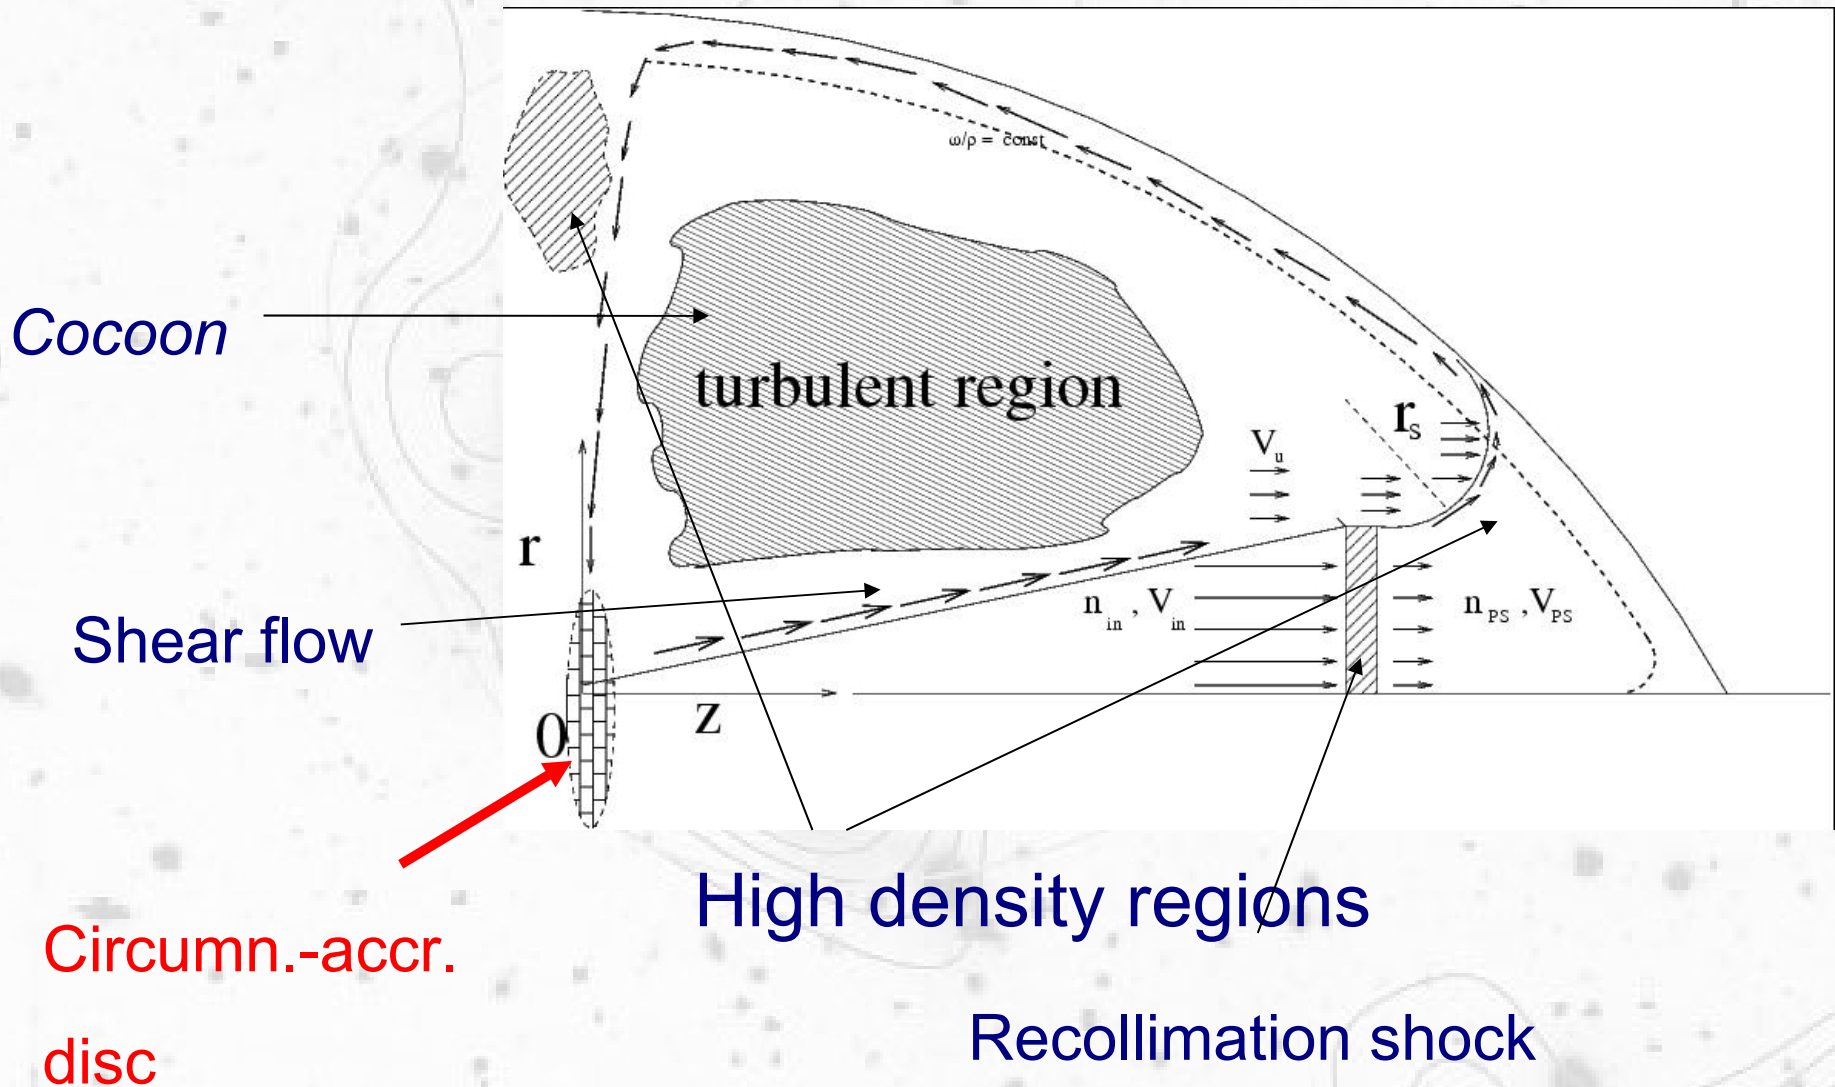 ω/ρ = const
Cocoon
turbulent region
r_s
V_u
r
Shear flow
n_in , V_in
n_PS , V_PS
0
z
High density regions
Circumn.-accr.
disc
Recollimation shock